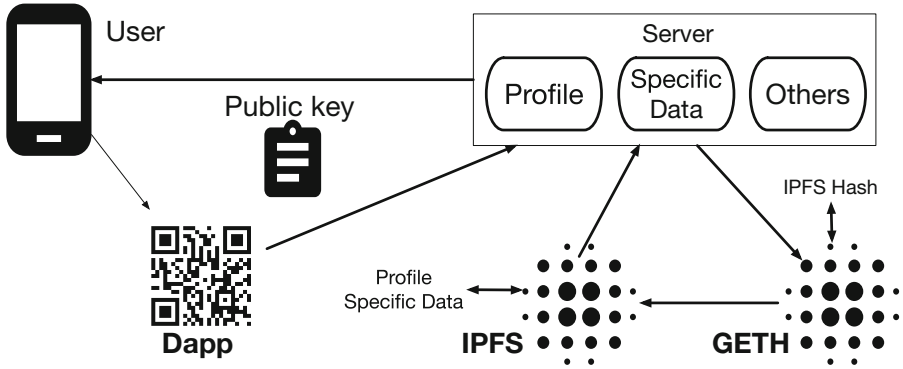 User
Server
Profile
Specific
Data
Others
Public key
IPFS Hash
Profile
Specific Data
Dapp
IPFS
GETH